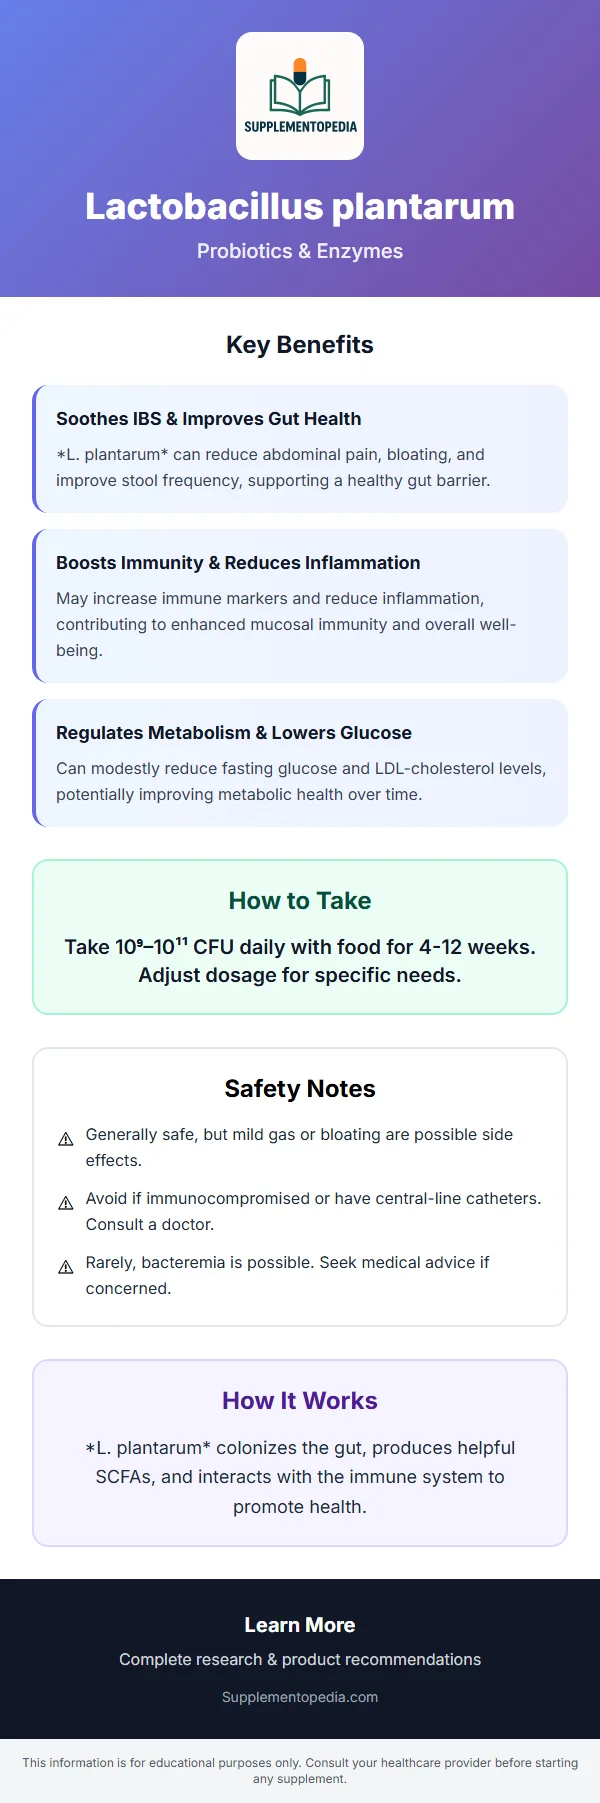 SUPPLEMENTOPEDIA
Lactobacillus plantarum
Probiotics & Enzymes
Key Benefits
Soothes IBS & Improves Gut Health
*L. plantarum* can reduce abdominal pain, bloating, and
improve stool frequency, supporting a healthy gut barrier.
Boosts Immunity & Reduces Inflammation
May increase immune markers and reduce inflammation,
contributing to enhanced mucosal immunity and overall well-
being.
Regulates Metabolism & Lowers Glucose
Can modestly reduce fasting glucose and LDL-cholesterol levels,
potentially improving metabolic health over time.
How to Take
Take 10⁹–10¹¹ CFU daily with food for 4-12 weeks.
Adjust dosage for specific needs.
Safety Notes
⚠ Generally safe, but mild gas or bloating are possible side
effects.
⚠ Avoid if immunocompromised or have central-line catheters.
Consult a doctor.
⚠ Rarely, bacteremia is possible. Seek medical advice if
concerned.
How It Works
*L. plantarum* colonizes the gut, produces helpful
SCFAs, and interacts with the immune system to
promote health.
Learn More
Complete research & product recommendations
Supplementopedia.com
This information is for educational purposes only. Consult your healthcare provider before starting
any supplement.